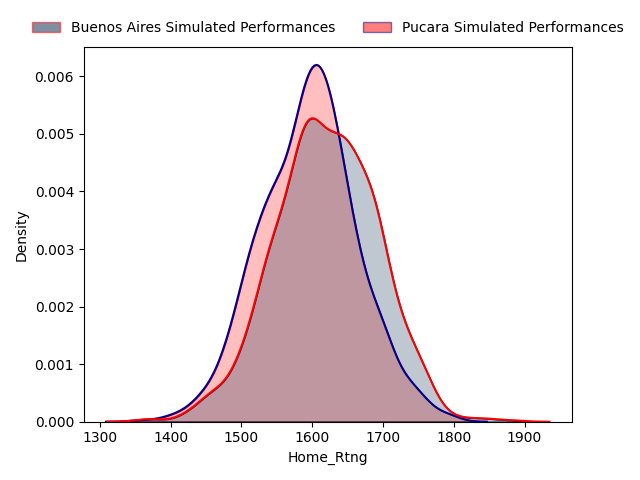 Buenos Aires Simulated Performances
Pucara Simulated Performances
0.006
0.005
0.004
0.003
0.002
0.001
0.000
Density
1300 1400 1500 1600 1700 1800 1900
Home_Rtng